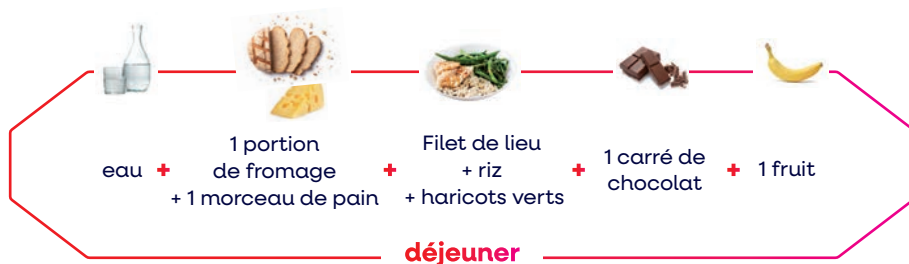 eau
+
1 portion
de fromage
+ 1 morceau de pain
+
Filet de lieu
+ riz
+ haricots verts
+
1 carré de
chocolat
+
1 fruit
déjeuner